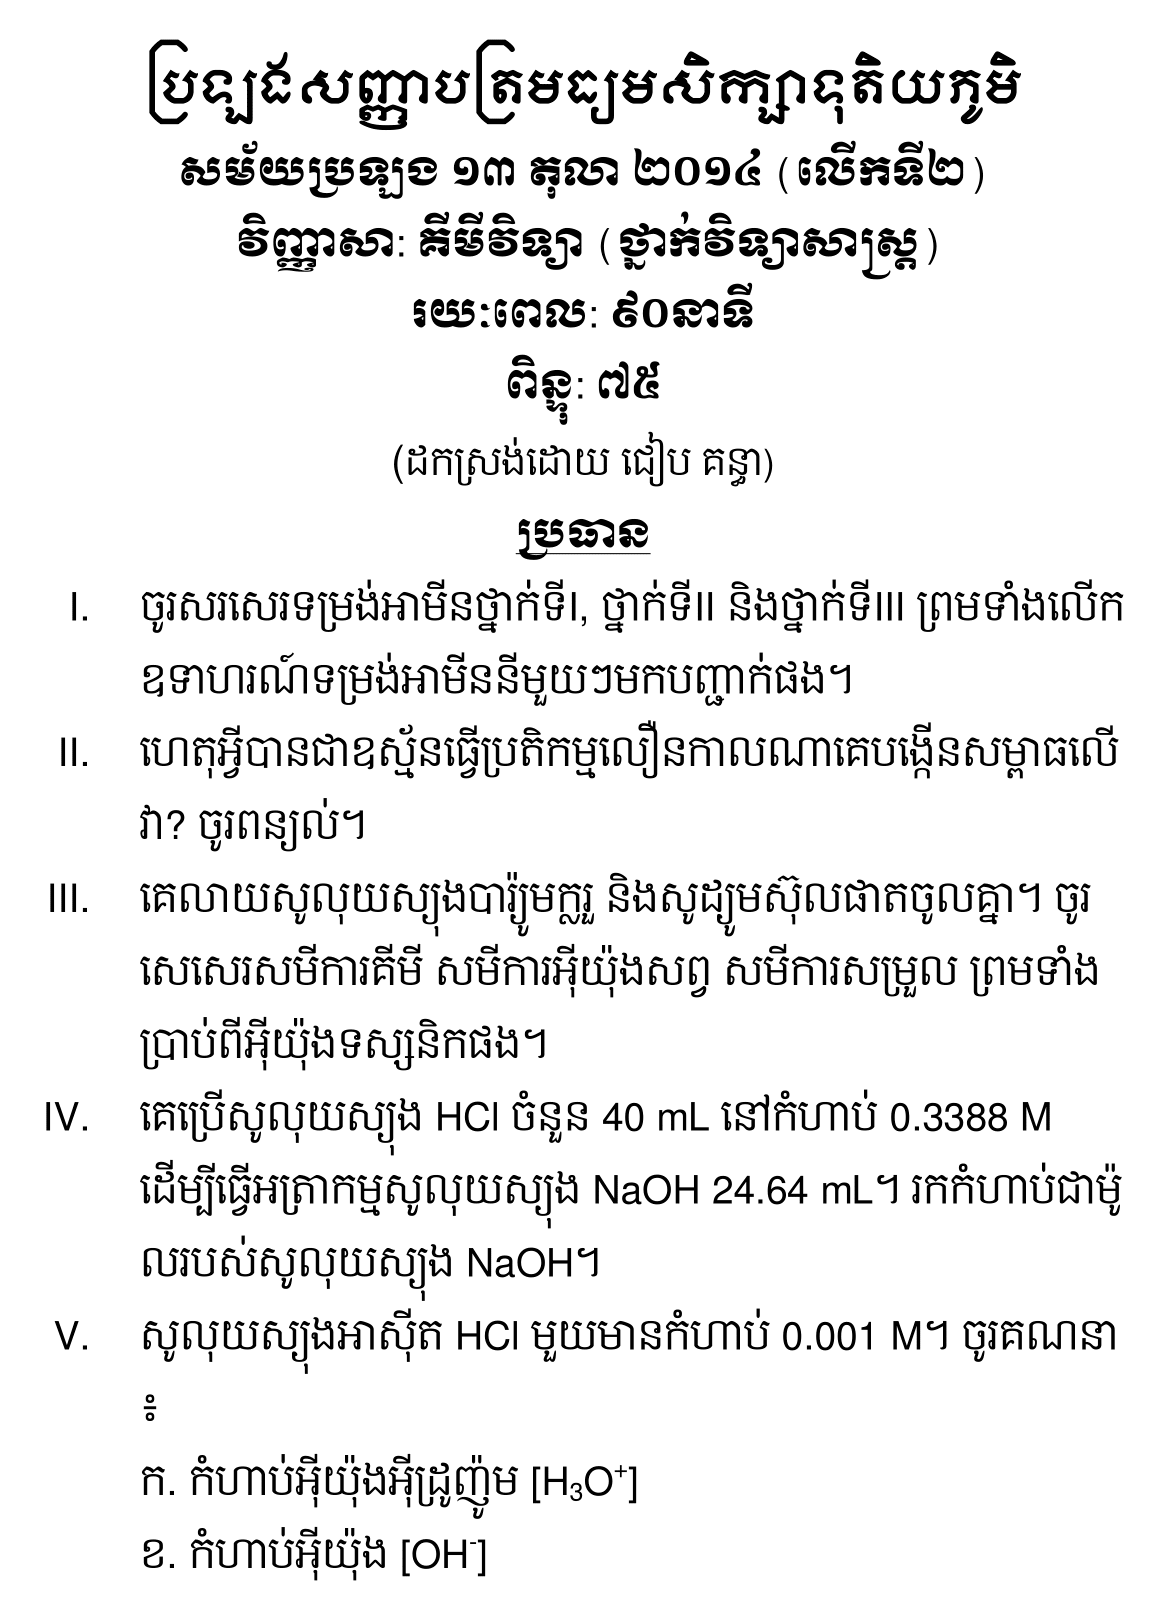 ប្រឡងសញ្ញាបត្រមធ្យមសិក្សាទុតិយភូមិ
សម័យប្រឡង ១៣ តុលា ២០១៤ (លើកទី២)
វិញ្ញាសា: គីមីវិទ្យា (ថ្នាក់វិទ្យាសាស្ត្រ)
រយៈពេល: ៩០នាទី
ពិន្ទុ: ៧៥
(ដកស្រង់ដោយ ជៀប គន្ធា)
ប្រធាន
I. ចូរសរសេរទម្រង់អាមីនថ្នាក់ទីI, ថ្នាក់ទីII និងថ្នាក់ទីIII ព្រមទាំងលើក
ឧទាហរណ៍ទម្រង់អាមីននីមួយៗមកបញ្ជាក់ផង។
II. ហេតុអ្វីបានជាឧស្ម័នធ្វើប្រតិកម្មលឿនកាលណាគេបង្កើនសម្ពាធលើ
វា? ចូរពន្យល់។
III. គេលាយសូលុយស្យុងបារ្យ៉ូមក្លរួ និងសូដ្យូមស៊ុលផាតចូលគ្នា។ ចូរ
សេសេរសមីការគីមី សមីការអ៊ីយ៉ុងសព្វ សមីការសម្រួល ព្រមទាំង
ប្រាប់ពីអ៊ីយ៉ុងទស្សនិកផង។
IV. គេប្រើសូលុយស្យុង HCl ចំនួន 40 mL នៅកំហាប់ 0.3388 M
ដើម្បីធ្វើអត្រាកម្មសូលុយស្យុង NaOH 24.64 mL។ រកកំហាប់ជាម៉ូ
លរបស់សូលុយស្យុង NaOH។
V. សូលុយស្យុងអាស៊ីត HCl មួយមានកំហាប់ 0.001 M។ ចូរគណនា
៖
ក. កំហាប់អ៊ីយ៉ុងអ៊ីដ្រូញ៉ូម [H₃O⁺]
ខ. កំហាប់អ៊ីយ៉ុង [OH⁻]